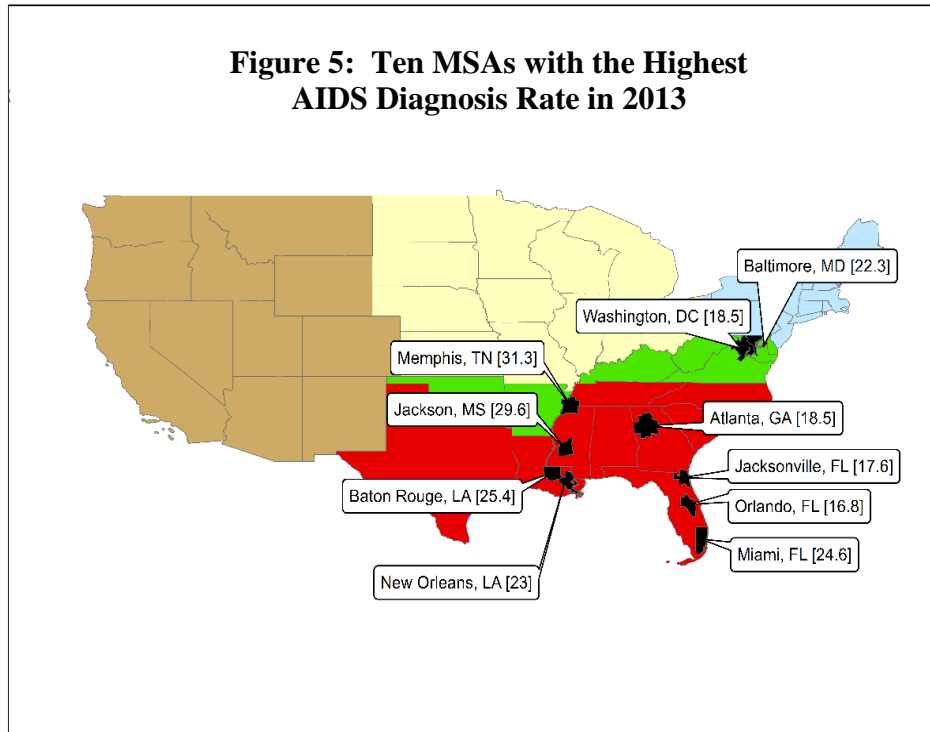 Figure 5: Ten MSAs with the Highest
AIDS Diagnosis Rate in 2013
Baltimore, MD [22.3]
Washington, DC [18.5]
Memphis, TN [31.3]
Jackson, MS [29.6]
Atlanta, GA [18.5]
Jacksonville, FL [17.6]
Baton Rouge, LA [25.4]
Orlando, FL [16.8]
Miami, FL [24.6]
New Orleans, LA [23]